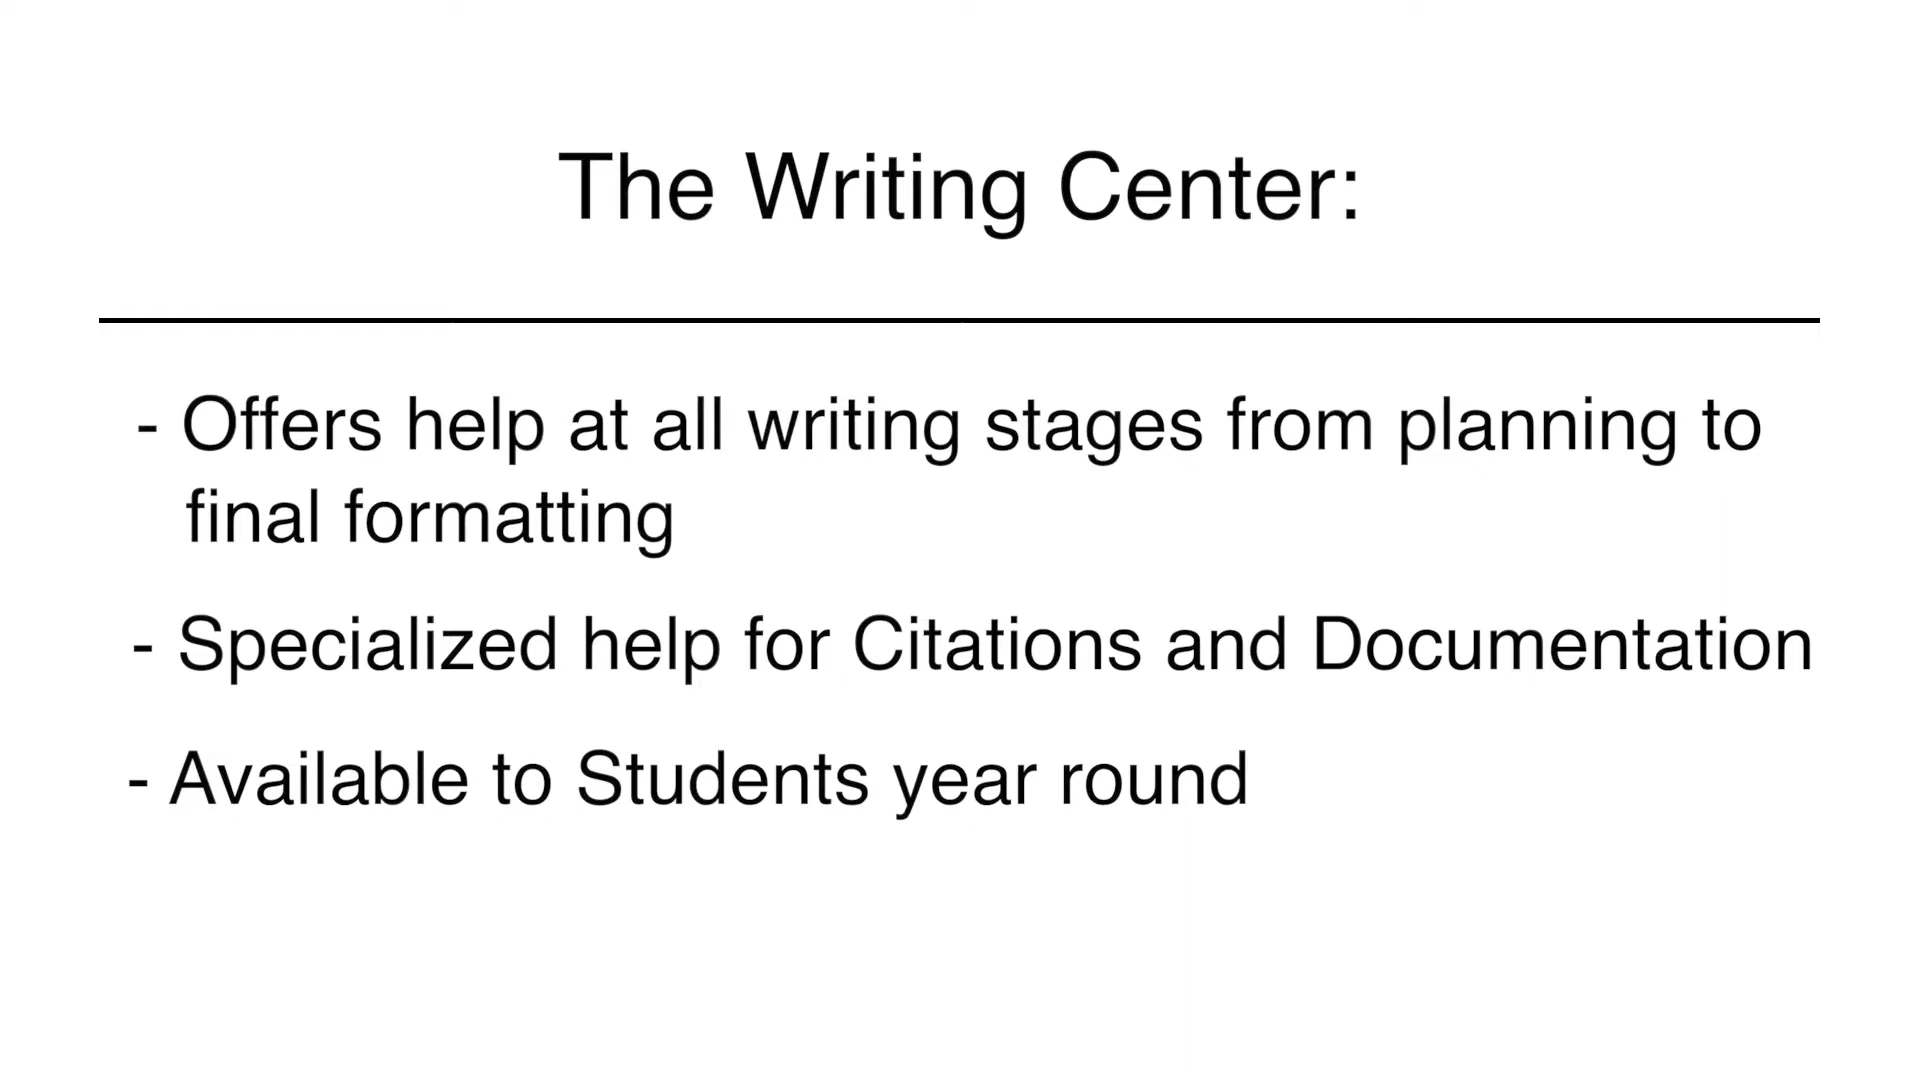 The Writing Center:
- Offers help at all writing stages from planning to
final formatting
- Specialized help for Citations and Documentation
- Available to Students year round